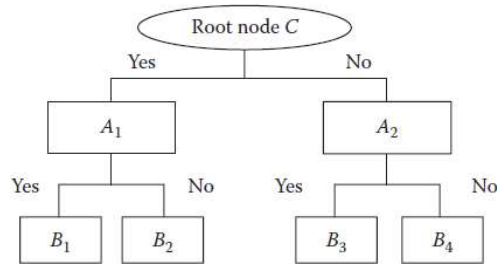 Root node C
Yes No
A₁ A₂
Yes No Yes No
B₁ B₂ B₃ B₄